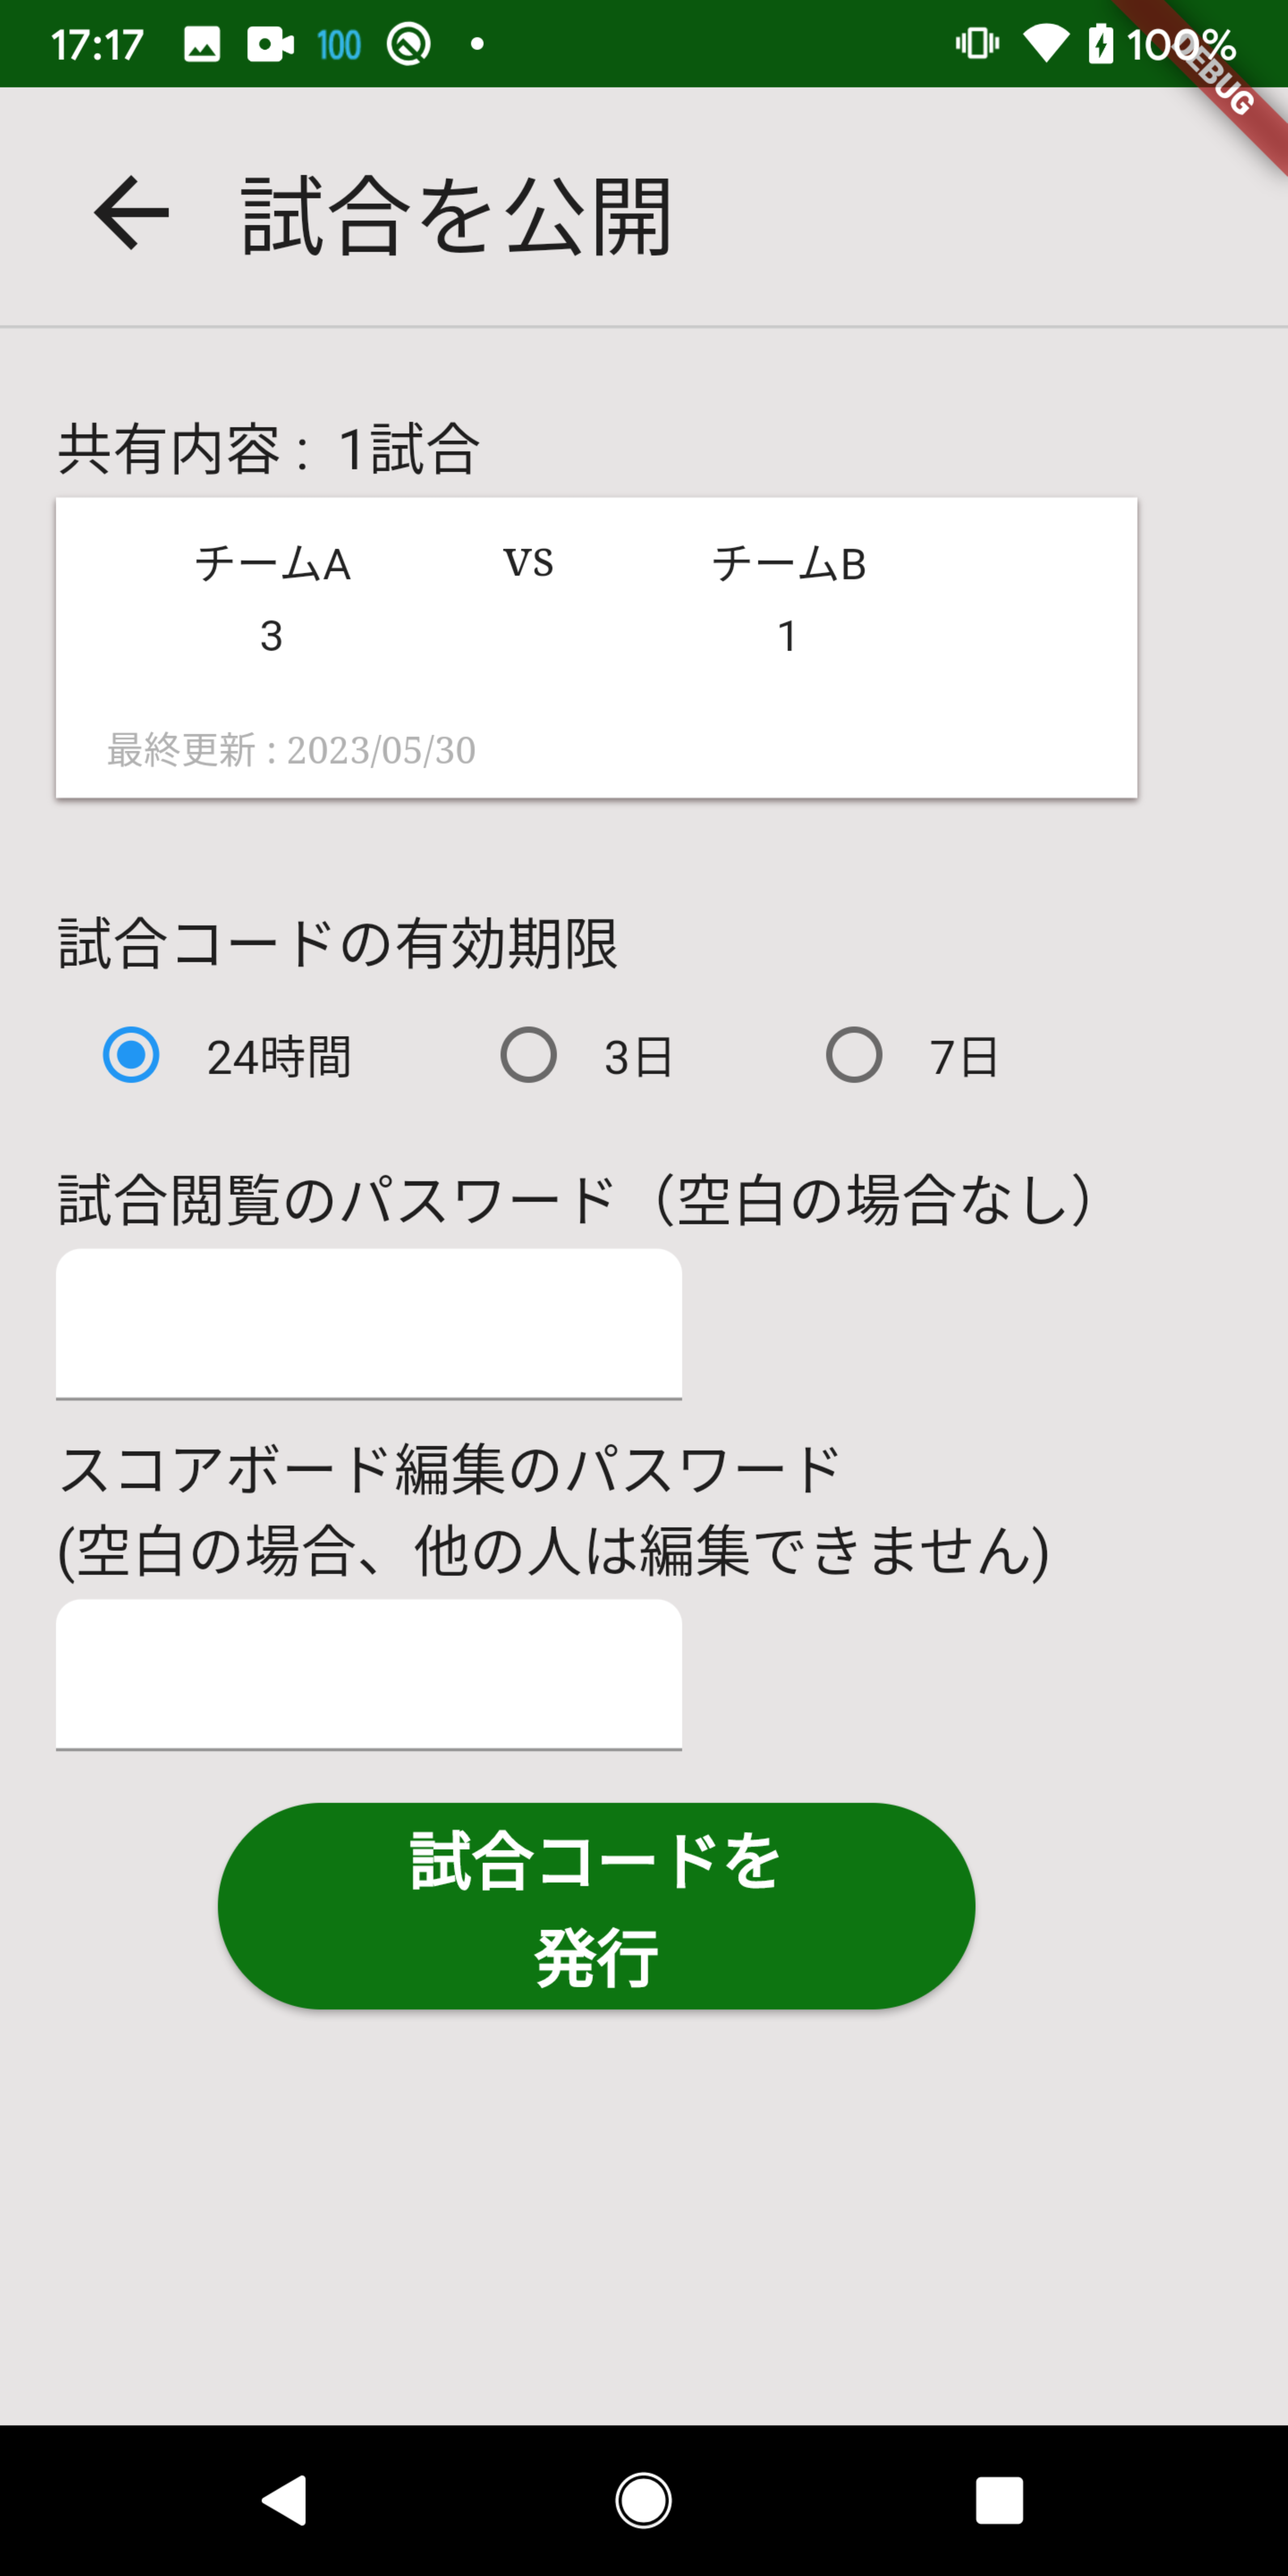 17:17 100 100%
DEBUG
試合を公開
共有内容 : 1試合
チームA vs チームB
3 1
最終更新 : 2023/05/30
試合コードの有効期限
24時間 3日 7日
試合閲覧のパスワード（空白の場合なし）
スコアボード編集のパスワード
(空白の場合、他の人は編集できません)
試合コードを
発行